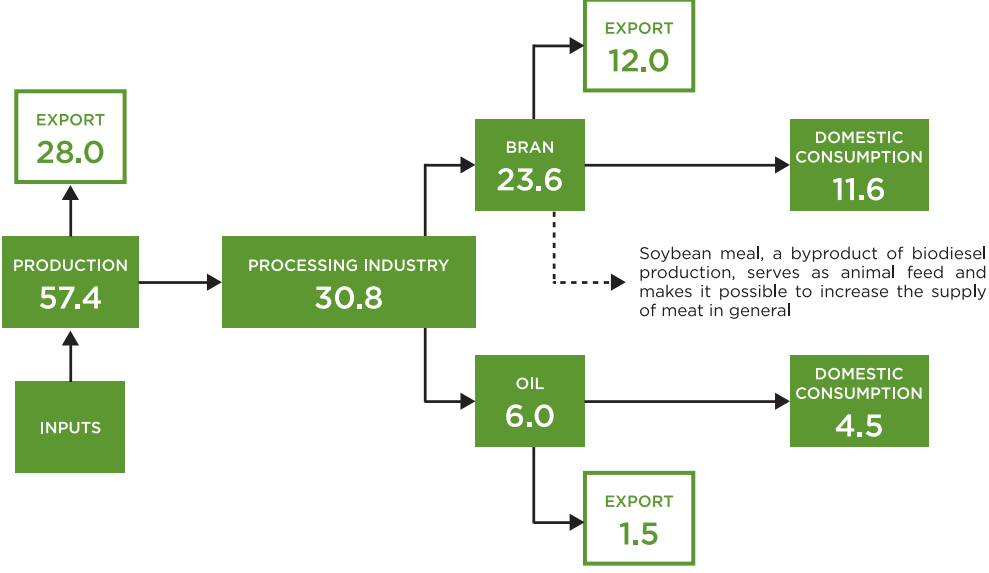 EXPORT
12.0
EXPORT
28.0
BRAN
23.6
DOMESTIC
CONSUMPTION
11.6
PRODUCTION
57.4
PROCESSING INDUSTRY
30.8
Soybean meal, a byproduct of biodiesel
production, serves as animal feed and
makes it possible to increase the supply
of meat in general
INPUTS
OIL
6.0
DOMESTIC
CONSUMPTION
4.5
EXPORT
1.5